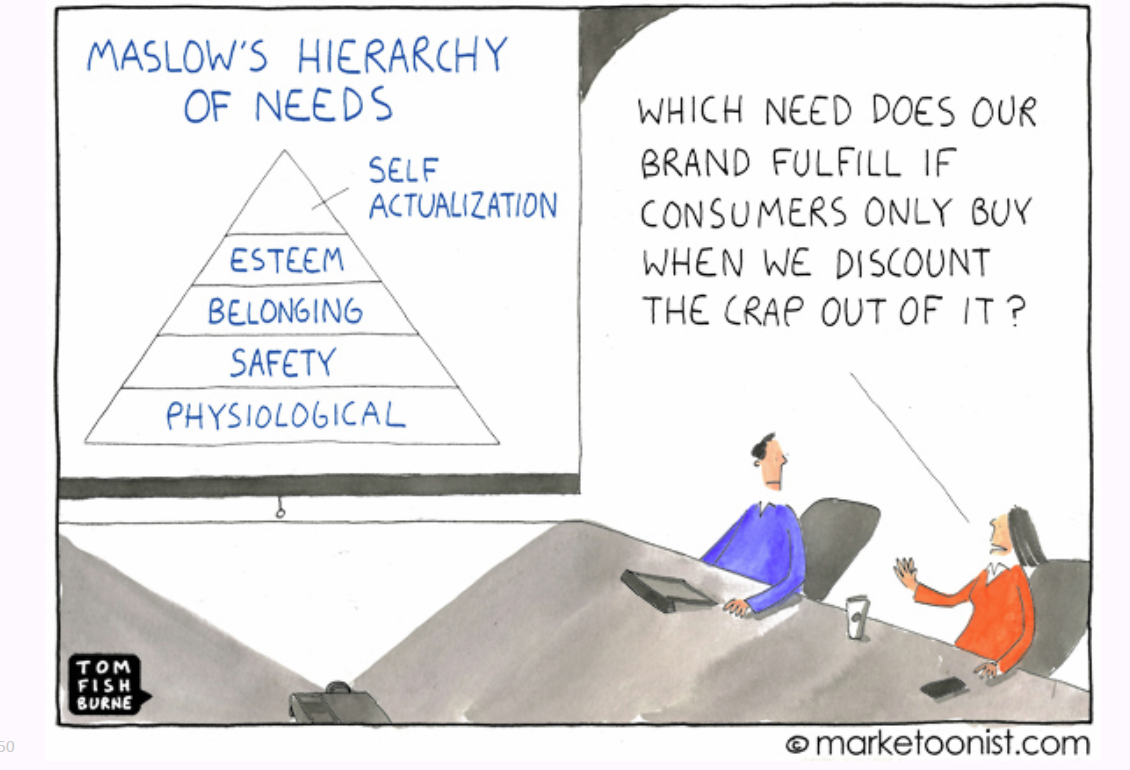 MASLOW'S HIERARCHY
OF NEEDS
SELF
ACTUALIZATION
ESTEEM
BELONGING
SAFETY
PHYSIOLOGICAL
WHICH NEED DOES OUR
BRAND FULFILL IF
CONSUMERS ONLY BUY
WHEN WE DISCOUNT
THE CRAP OUT OF IT?
TOM
FISH
BURNE
© marketoonist.com
50